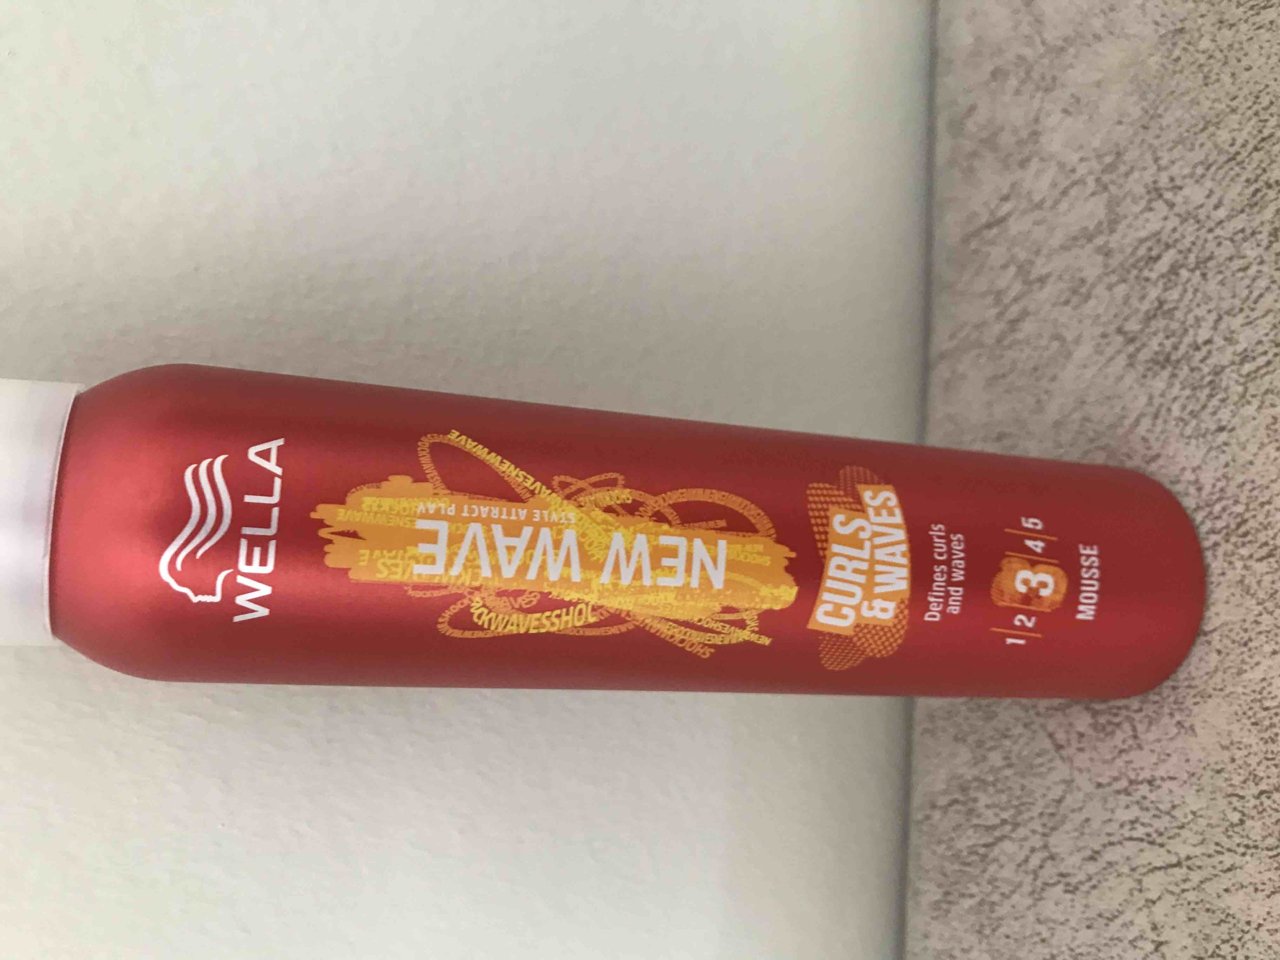 WELLA
NEW WAVE
STYLE ATTRACT PLAY
CURLS
& WAVES
Defines curls
and waves
1 2 3 4 5
MOUSSE